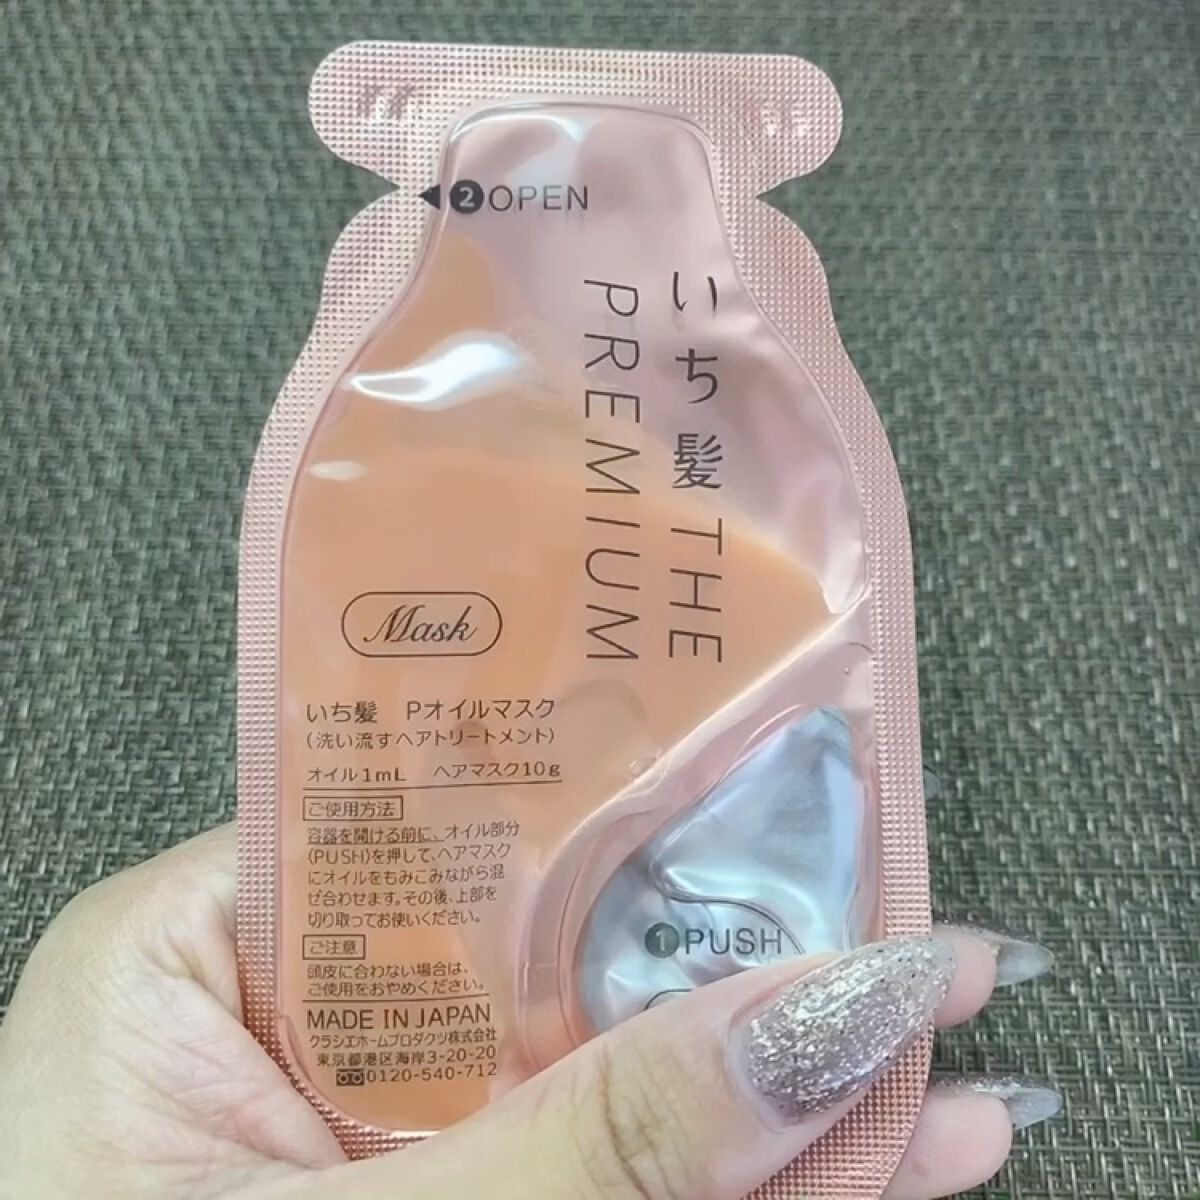 ❷OPEN
いち髪 THE
PREMIUM
Mask
いち髪 Pオイルマスク
(洗い流すヘアトリートメント)
オイル1mL ヘアマスク10g
ご使用方法
容器を開ける前に、オイル部分
(PUSH)を押して、ヘアマスク
にオイルをもみこみながら混
ぜ合わせます。その後、上部を
切り取ってお使いください。
ご注意
頭皮に合わない場合は、
ご使用をおやめください。
MADE IN JAPAN
クラシエホームプロダクツ株式会社
東京都港区海岸3-20-20
0120-540-712
❶PUSH